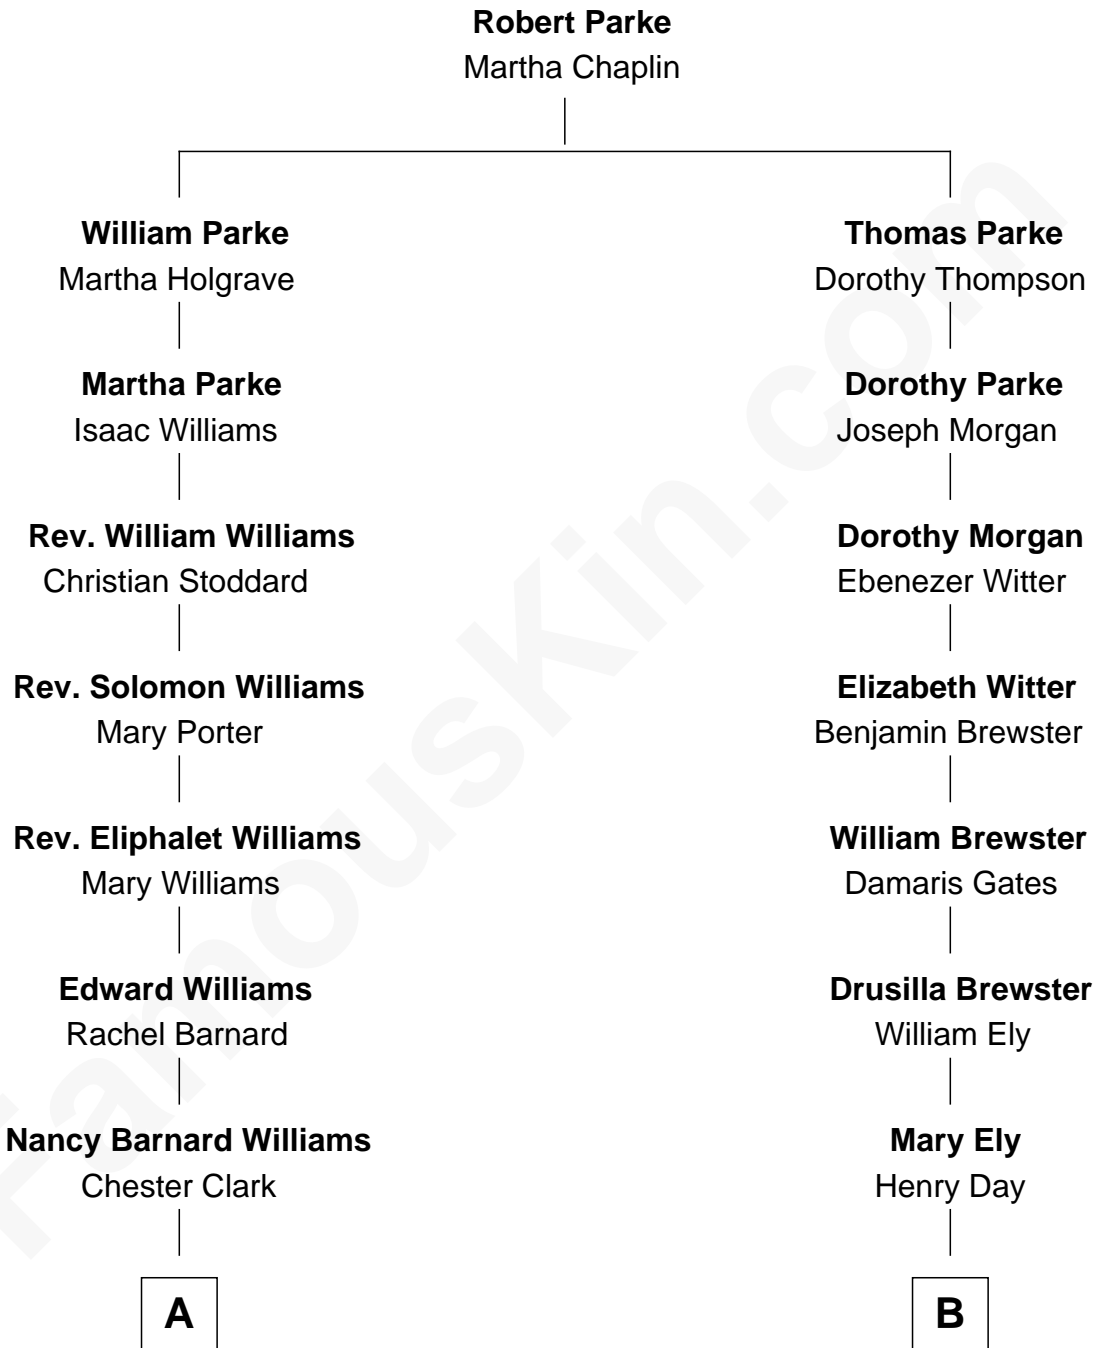 Robert Parke
Martha Chaplin
William Parke
Martha Holgrave
Thomas Parke
Dorothy Thompson
Martha Parke
Isaac Williams
Dorothy Parke
Joseph Morgan
Rev. William Williams
Christian Stoddard
Dorothy Morgan
Ebenezer Witter
Rev. Solomon Williams
Mary Porter
Elizabeth Witter
Benjamin Brewster
Rev. Eliphalet Williams
Mary Williams
William Brewster
Damaris Gates
Edward Williams
Rachel Barnard
Drusilla Brewster
William Ely
Nancy Barnard Williams
Chester Clark
Mary Ely
Henry Day
A
B
FamousKin.com